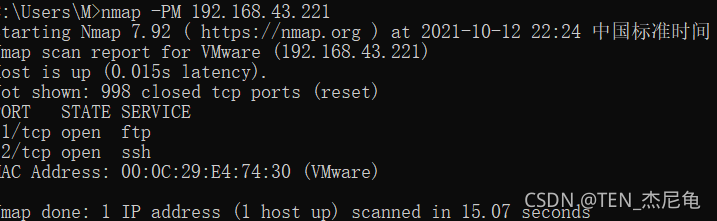 :\Users\M>nmap -PM 192.168.43.221
tarting Nmap 7.92 ( https://nmap.org ) at 2021-10-12 22:24 中国标准时间
map scan report for VMware (192.168.43.221)
ost is up (0.015s latency).
ot shown: 998 closed tcp ports (reset)
ORT STATE SERVICE
1/tcp open ftp
2/tcp open ssh
AC Address: 00:0C:29:E4:74:30 (VMware)
map done: 1 IP address (1 host up) scanned in 15.07 seconds
CSDN @TEN_杰尼龟